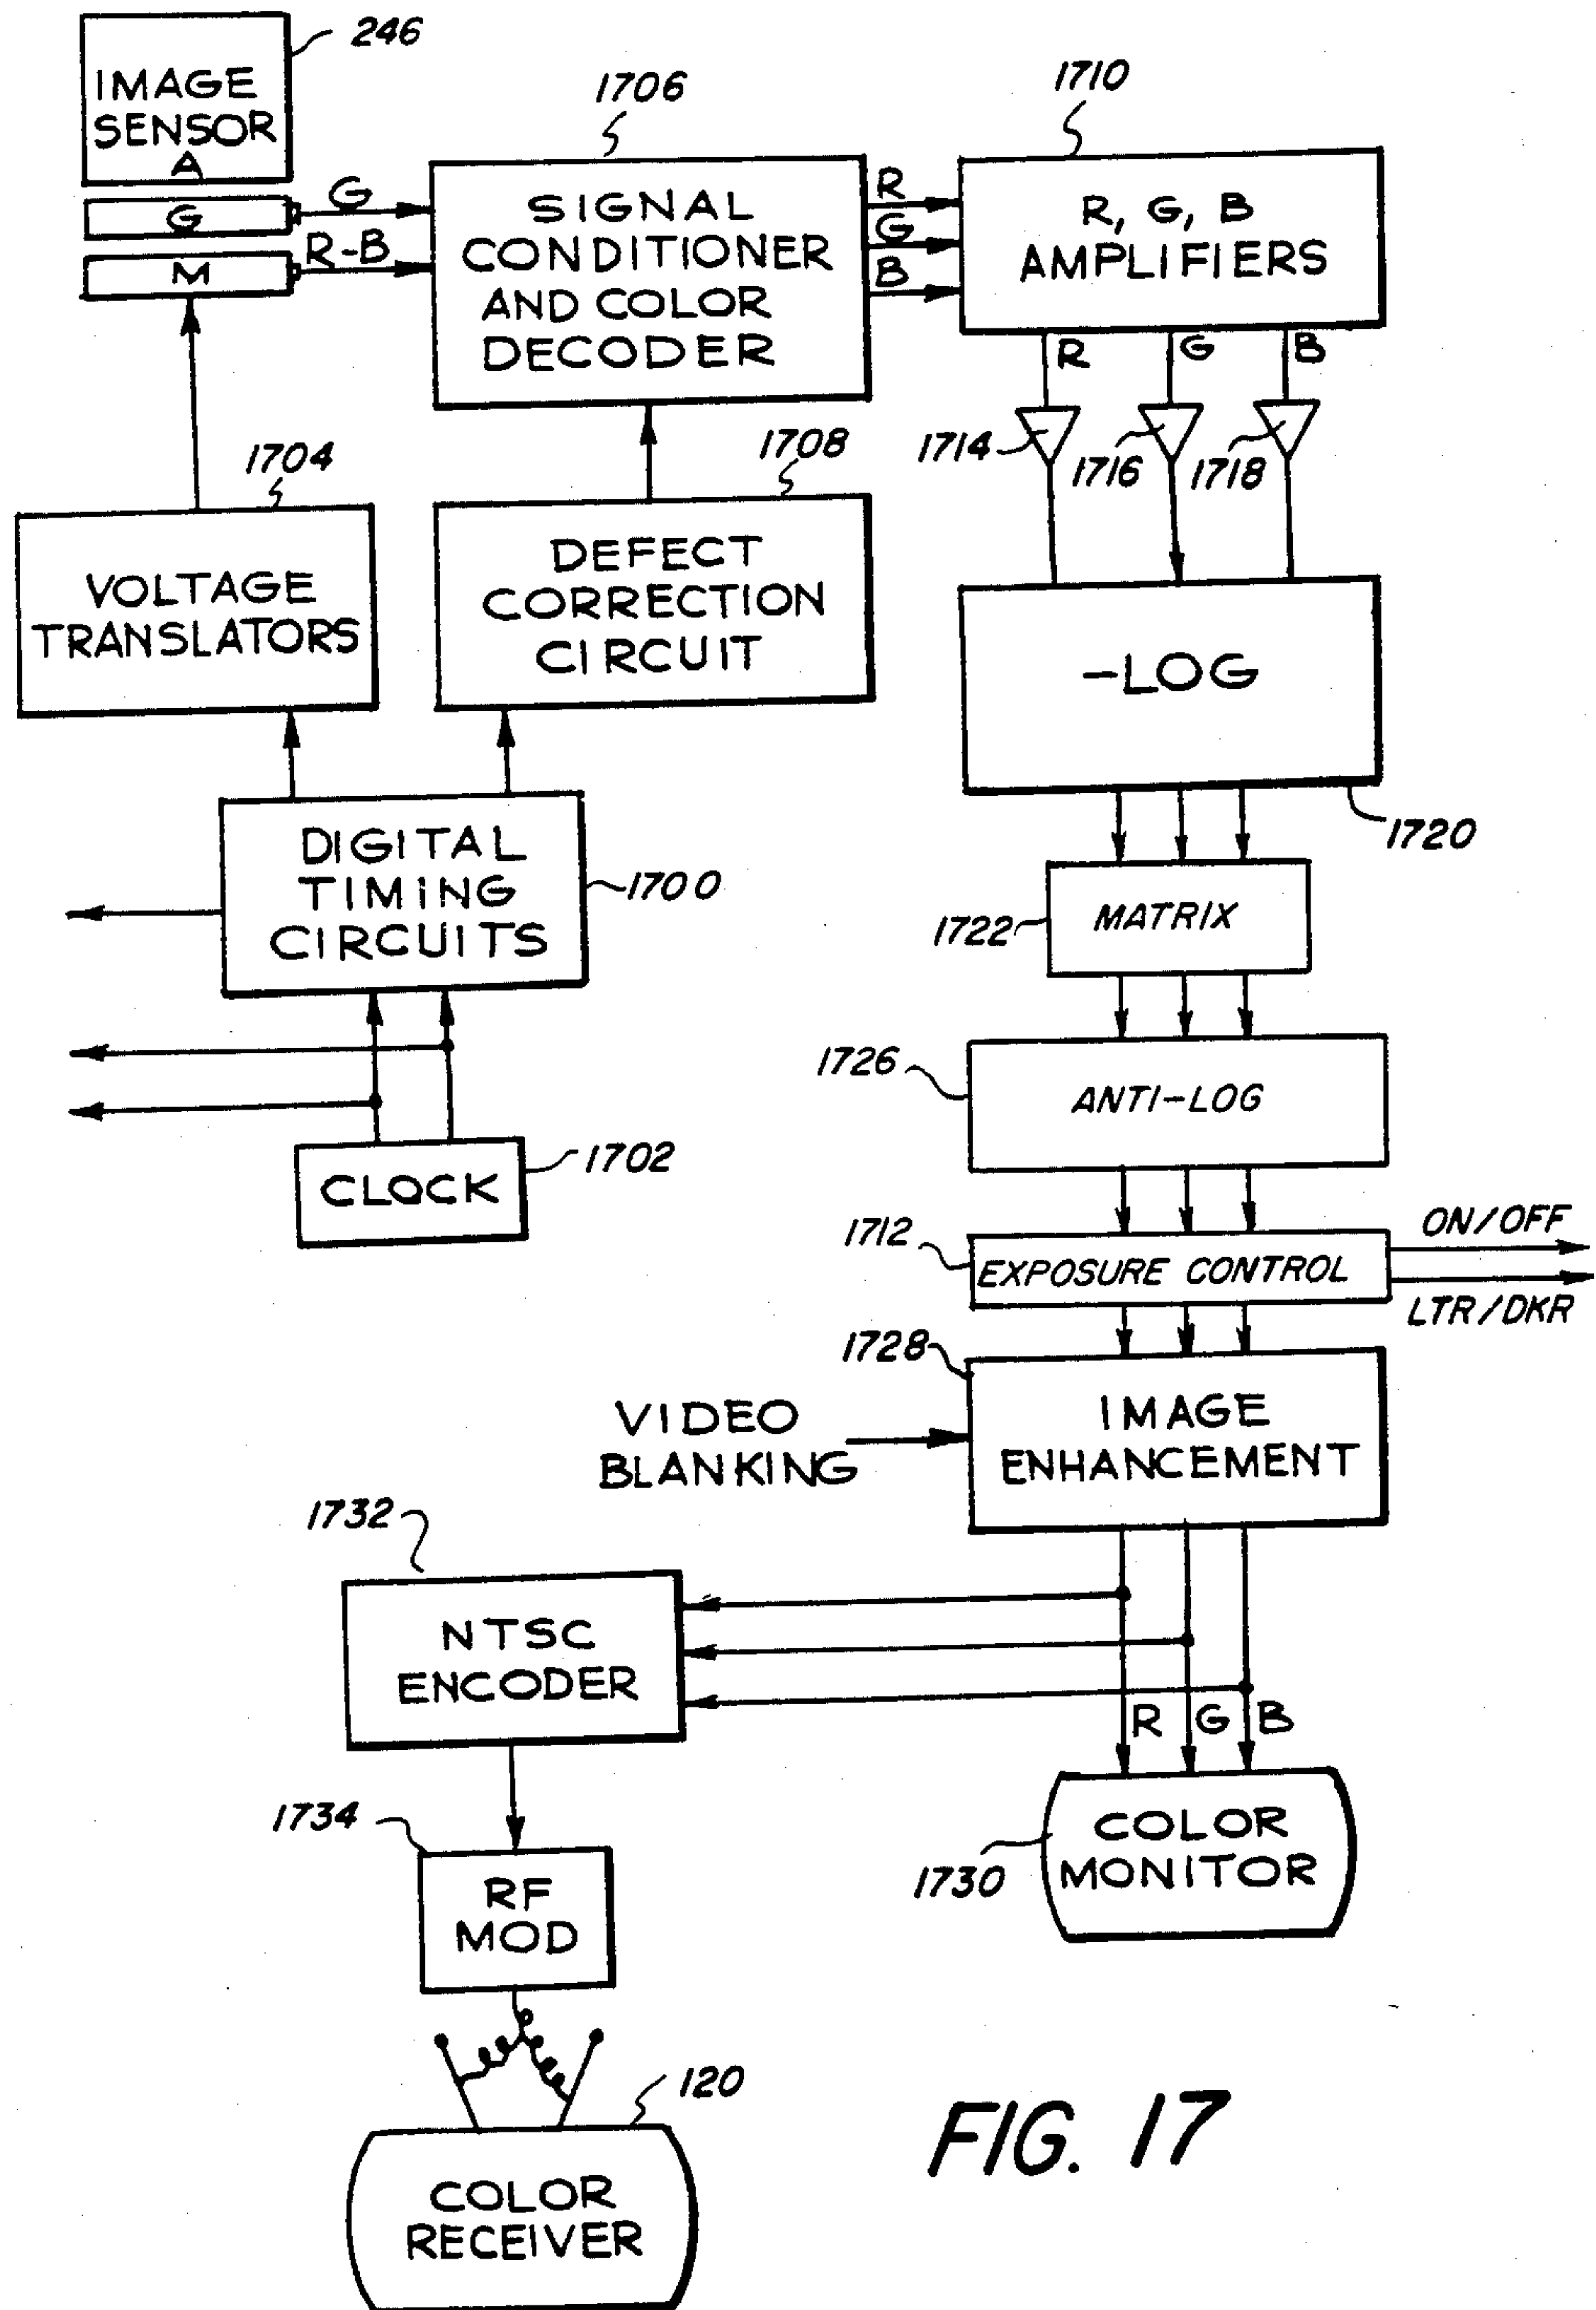 246
IMAGE
SENSOR
A
G
M
G
R-B
1706
SIGNAL
CONDITIONER
AND COLOR
DECODER
R
G
B
1710
R, G, B
AMPLIFIERS
R
G
B
1714
1716
1718
1704
VOLTAGE
TRANSLATORS
1708
DEFECT
CORRECTION
CIRCUIT
-LOG
1720
DIGITAL
TIMING
CIRCUITS
1700
1722
MATRIX
1726
ANTI-LOG
CLOCK
1702
1712
EXPOSURE CONTROL
ON/OFF
LTR/DKR
1728
VIDEO
BLANKING
IMAGE
ENHANCEMENT
1732
NTSC
ENCODER
R
G
B
1734
RF
MOD
COLOR
MONITOR
1730
120
COLOR
RECEIVER
FIG. 17